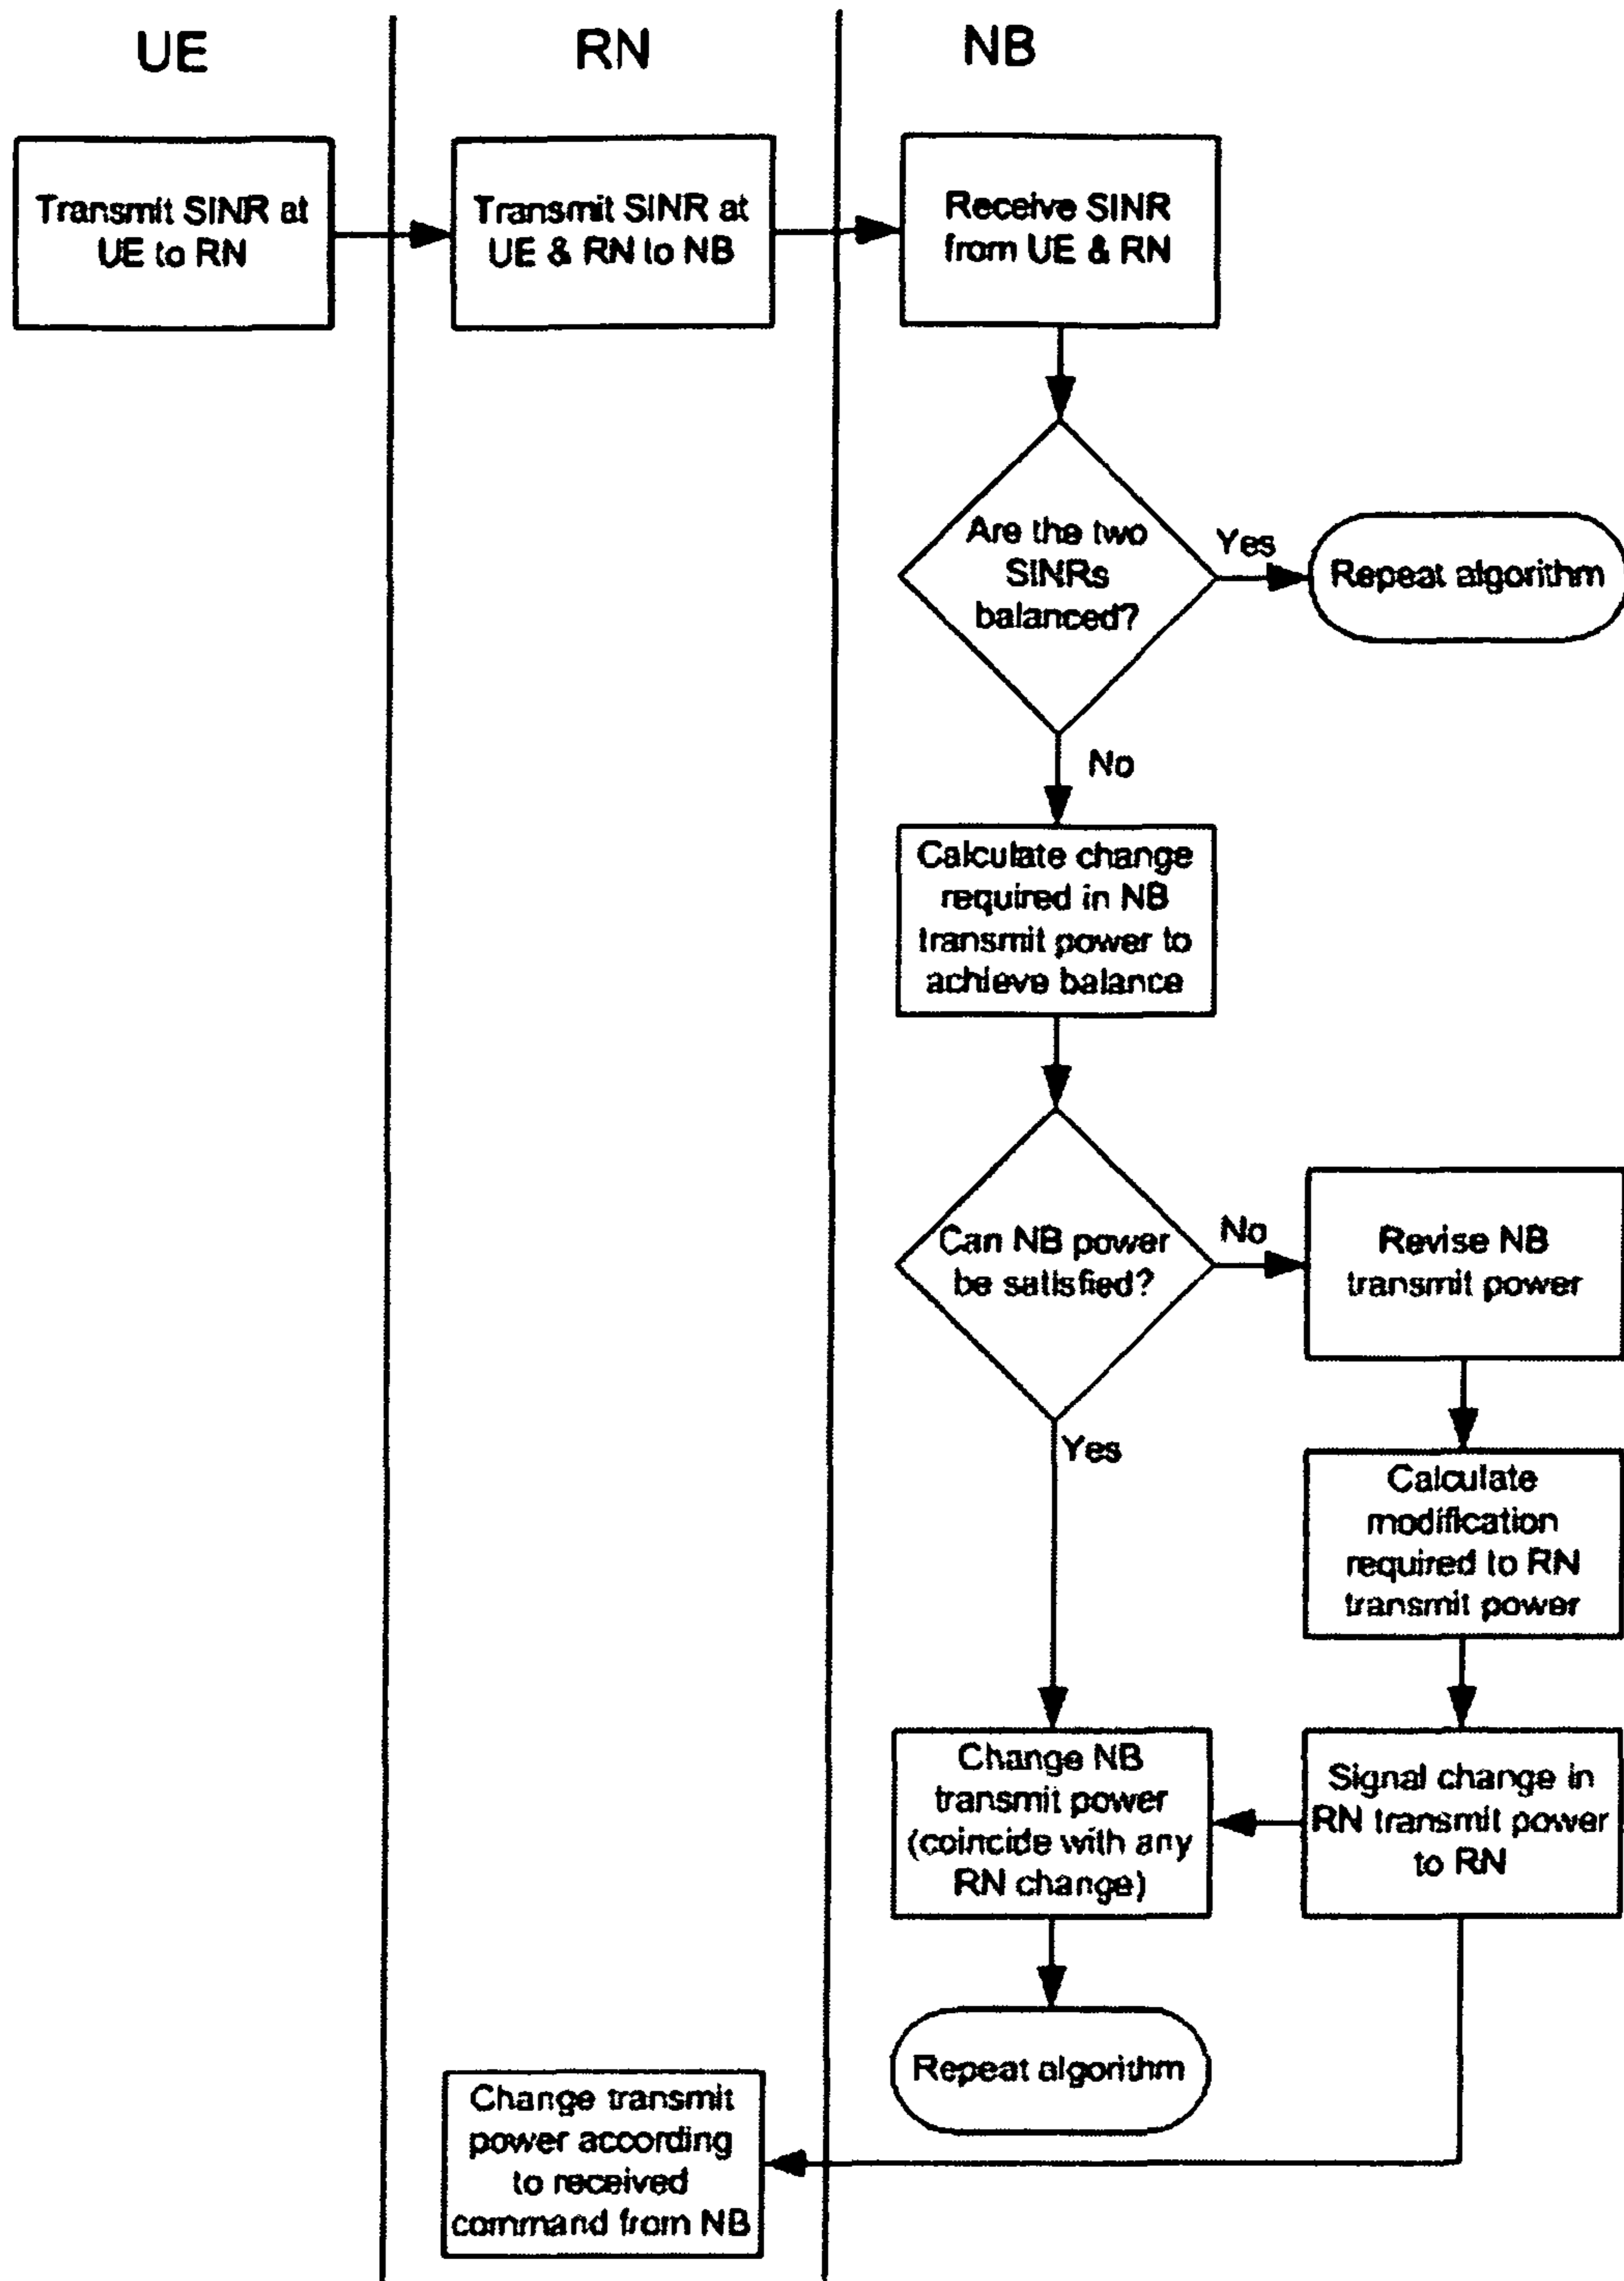 UE
RN
NB
Transmit SINR at
UE to RN
Transmit SINR at
UE & RN to NB
Receive SINR
from UE & RN
Are the two
SINRs
balanced?
Yes
Repeat algorithm
No
Calculate change
required in NB
transmit power to
achieve balance
Can NB power
be satisfied?
No
Revise NB
transmit power
Yes
Calculate
modification
required to RN
transmit power
Change NB
transmit power
(coincide with any
RN change)
Signal change in
RN transmit power
to RN
Repeat algorithm
Change transmit
power according
to received
command from NB